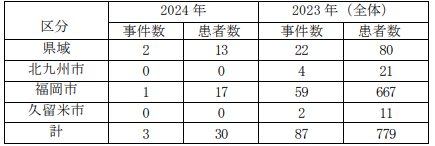 区分 2024 年 2023 年（全体）
事件数 患者数 事件数 患者数
県域 2 13 22 80
北九州市 0 0 4 21
福岡市 1 17 59 667
久留米市 0 0 2 11
計 3 30 87 779